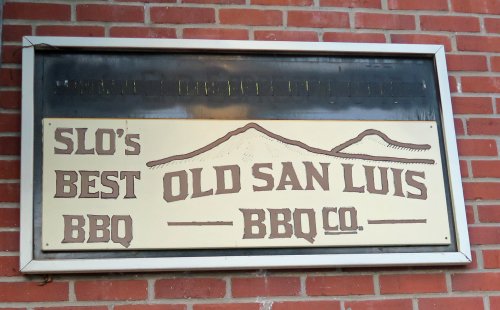 SLO'S
BEST
BBQ
OLD SAN LUIS
BBQ CO.